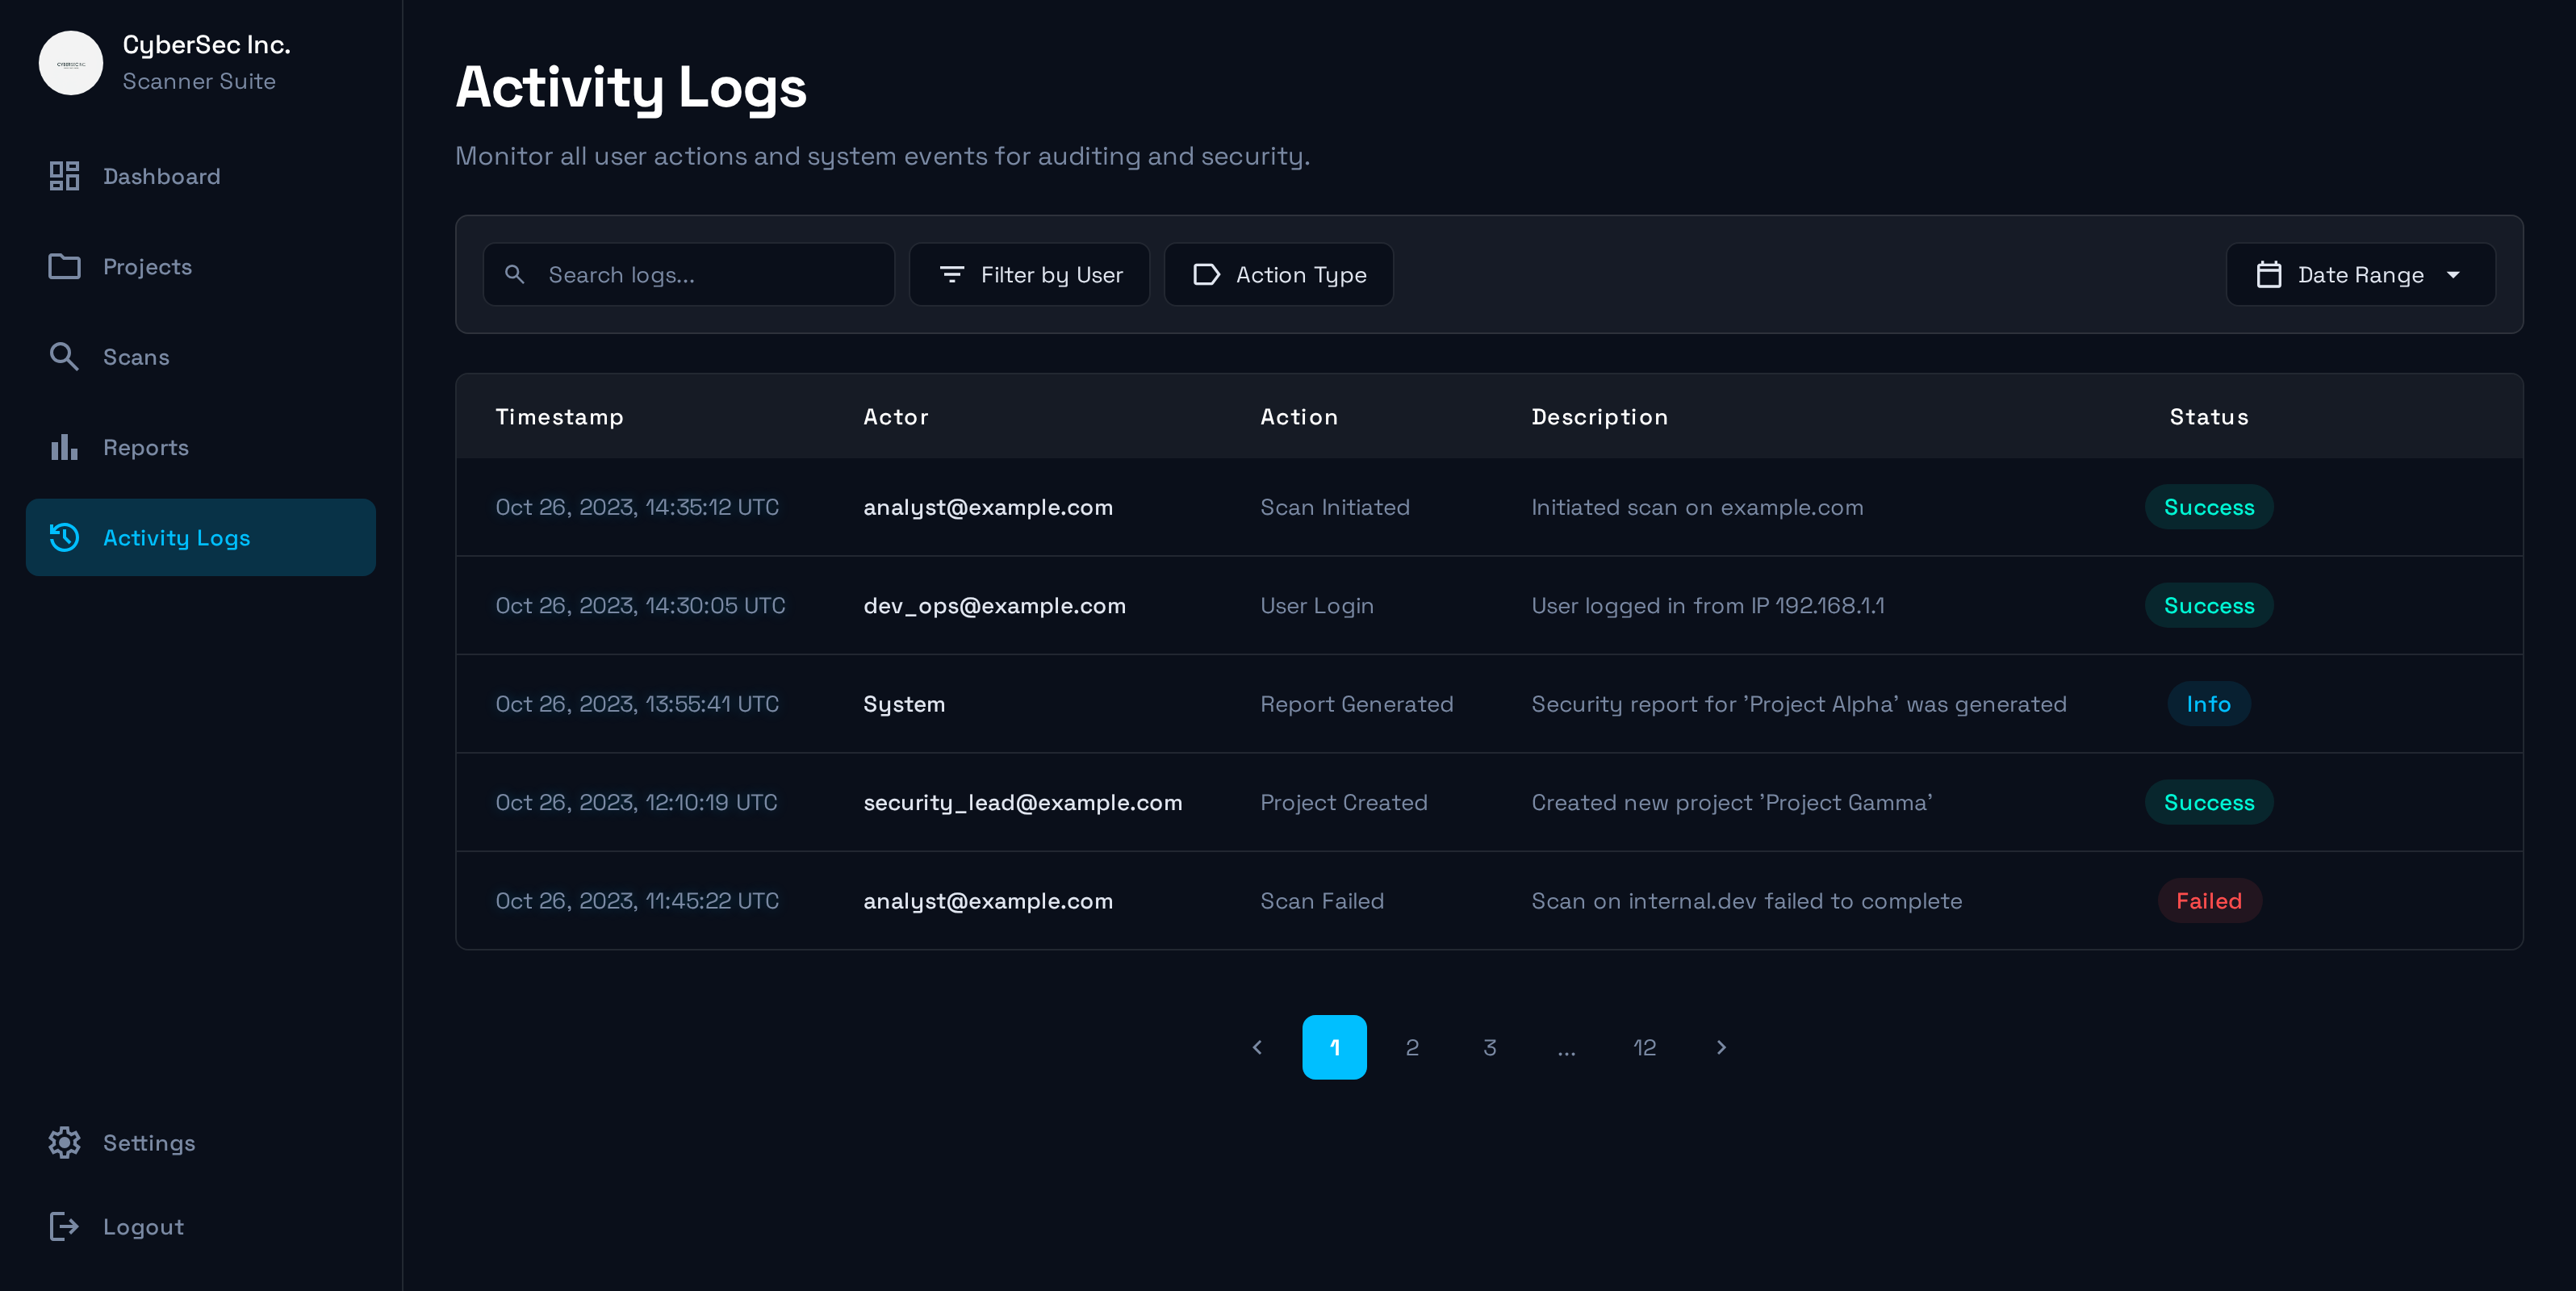 CyberSec Inc.
Scanner Suite
Dashboard
Projects
Scans
Reports
Activity Logs
Settings
Logout
Activity Logs
Monitor all user actions and system events for auditing and security.
Search logs...
Filter by User
Action Type
Date Range
Timestamp Actor Action Description Status
Oct 26, 2023, 14:35:12 UTC analyst@example.com Scan Initiated Initiated scan on example.com Success
Oct 26, 2023, 14:30:05 UTC dev_ops@example.com User Login User logged in from IP 192.168.1.1 Success
Oct 26, 2023, 13:55:41 UTC System Report Generated Security report for 'Project Alpha' was generated Info
Oct 26, 2023, 12:10:19 UTC security_lead@example.com Project Created Created new project 'Project Gamma' Success
Oct 26, 2023, 11:45:22 UTC analyst@example.com Scan Failed Scan on internal.dev failed to complete Failed
1 2 3 ... 12